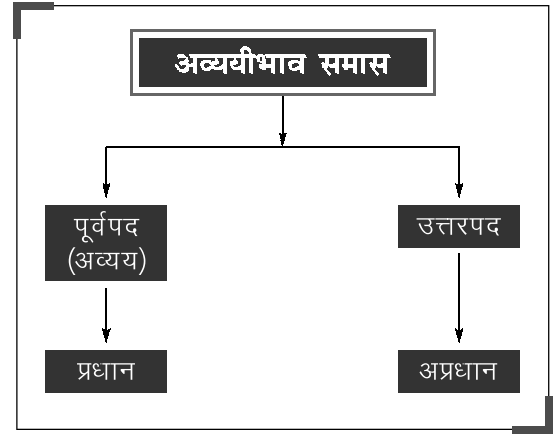 अव्ययीभाव समास
पूर्वपद
(अव्यय)
उत्तरपद
प्रधान
अप्रधान